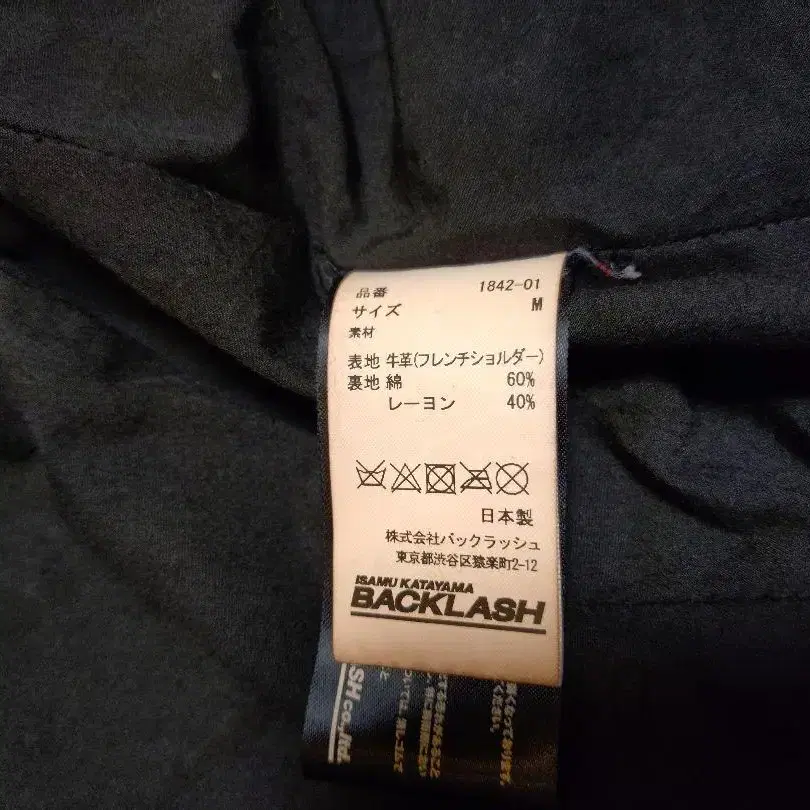 品番 1842-01
サイズ M
素材
表地 牛革(フレンチショルダー)
裏地 綿 60%
レーヨン 40%
日本製
株式会社バックラッシュ
東京都渋谷区猿楽町2-12
ISAMU KATAYAMA
BACKLASH
SH co.,ltd.